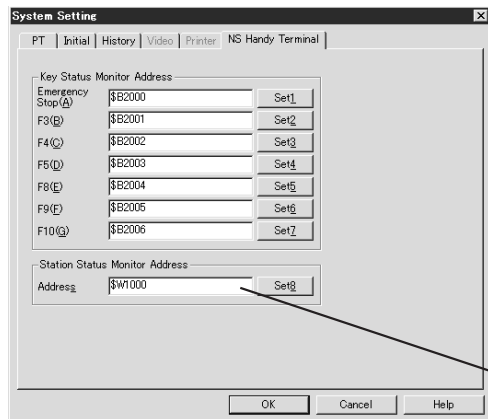 System Setting
PT Initial History Video Printer NS Handy Terminal
Key Status Monitor Address
Emergency Stop(A) $B2000 Set1
F3(B) $B2001 Set2
F4(C) $B2002 Set3
F5(D) $B2003 Set4
F8(E) $B2004 Set5
F9(F) $B2005 Set6
F10(G) $B2006 Set7
Station Status Monitor Address
Address $W1000 Set8
OK Cancel Help